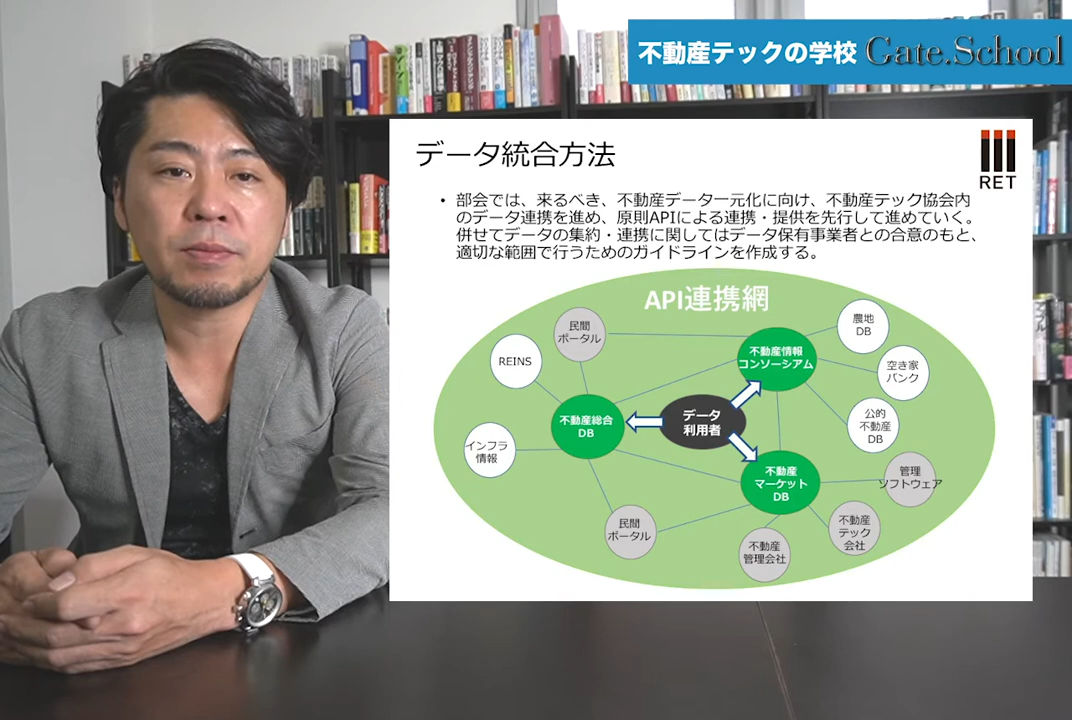 不動産テックの学校 Gate.School
データ統合方法
RET
• 部会では、来るべき、不動産データ一元化に向け、不動産テック協会内
のデータ連携を進め、原則APIによる連携・提供を先行して進めていく。
併せてデータの集約・連携に関してはデータ保有事業者との合意のもと、
適切な範囲で行うためのガイドラインを作成する。
API連携網
民間
ポータル
農地
DB
REINS
不動産情報
コンソーシアム
空き家
バンク
不動産総合
DB
データ
利用者
公的
不動産
DB
インフラ
情報
不動産
マーケット
DB
管理
ソフトウェア
民間
ポータル
不動産
テック
会社
不動産
管理会社